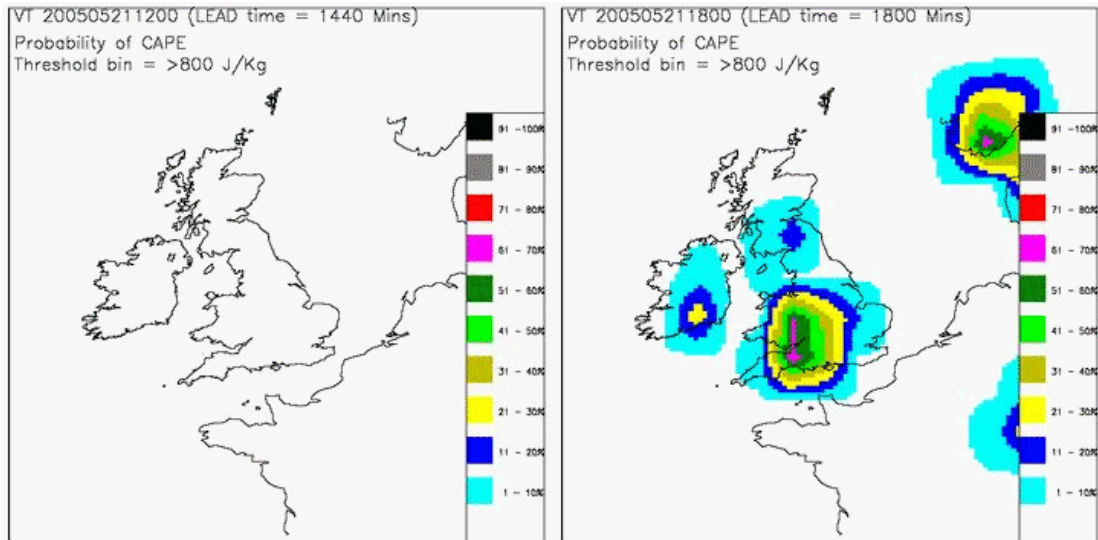 VT 200505211200 (LEAD time = 1440 Mins)
Probability of CAPE
Threshold bin = >800 J/Kg
91 -100%
81 - 90%
71 - 80%
61 - 70%
51 - 60%
41 - 50%
31 - 40%
21 - 30%
11 - 20%
1 - 10%
VT 200505211800 (LEAD time = 1800 Mins)
Probability of CAPE
Threshold bin = >800 J/Kg
91 -100%
81 - 90%
71 - 80%
61 - 70%
51 - 60%
41 - 50%
31 - 40%
21 - 30%
11 - 20%
1 - 10%